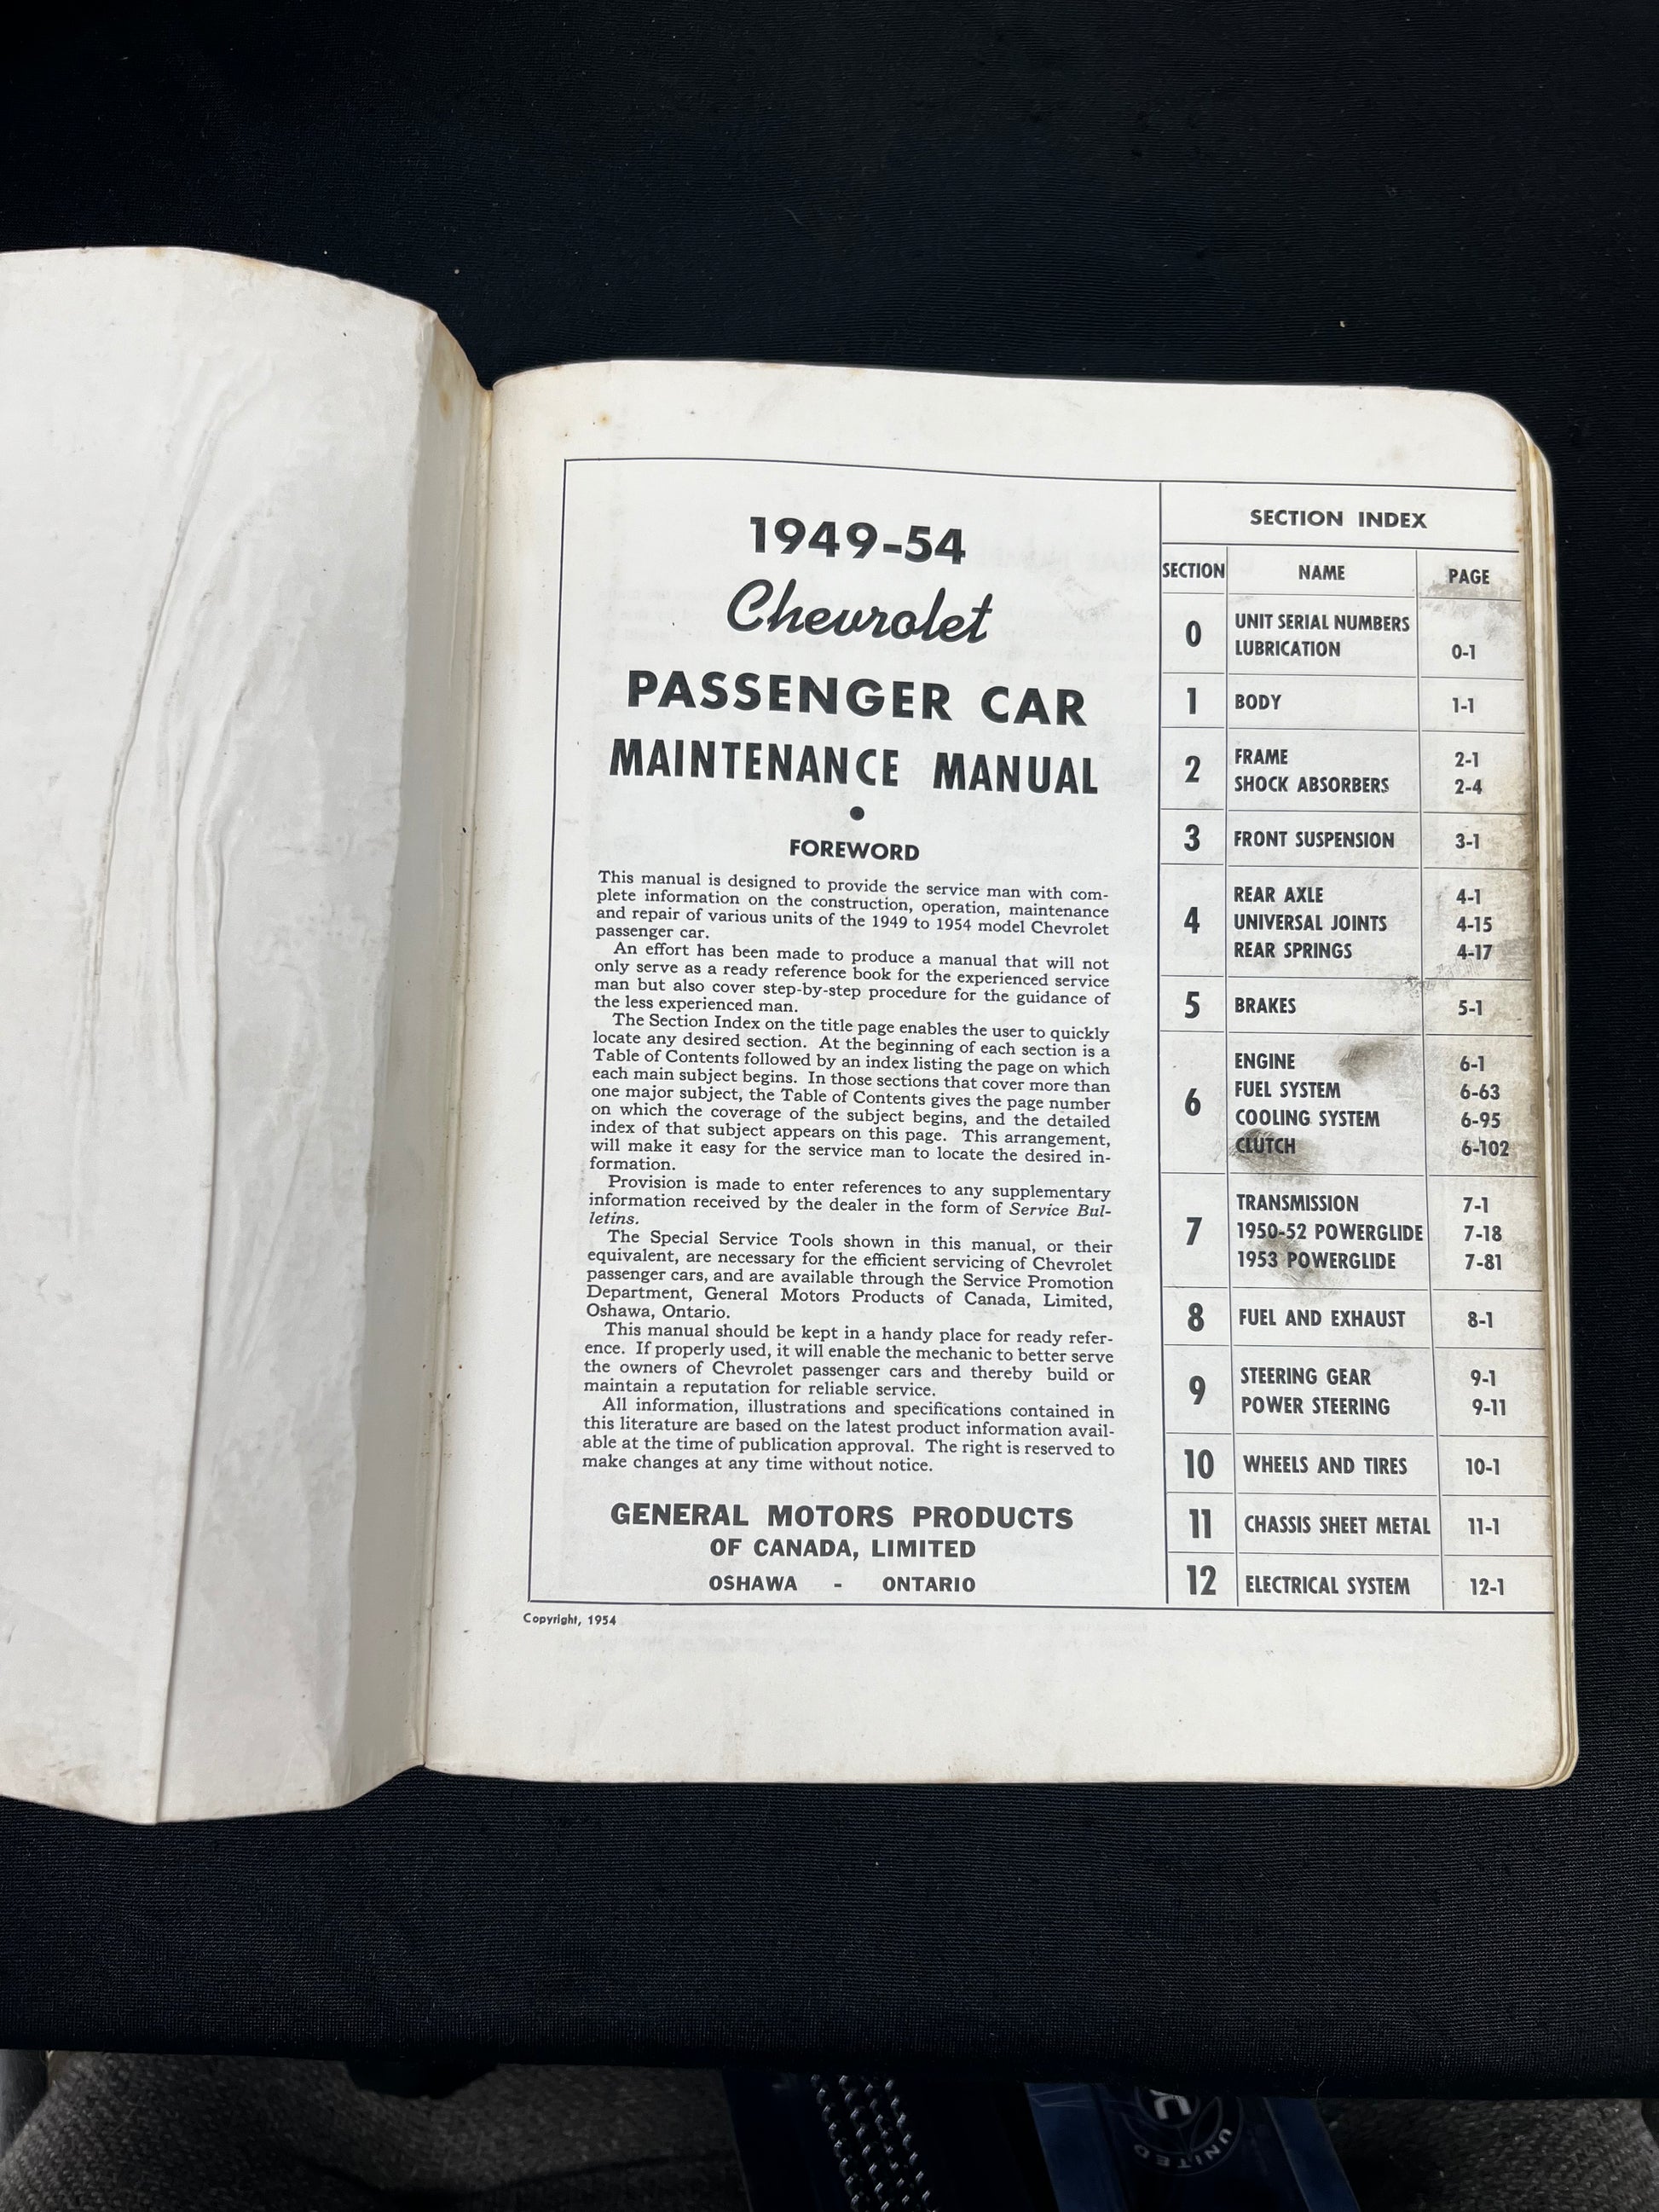 1949-54
Chevrolet
PASSENGER CAR
MAINTENANCE MANUAL
●
FOREWORD
This manual is designed to provide the service man with com-
plete information on the construction, operation, maintenance
and repair of various units of the 1949 to 1954 model Chevrolet
passenger car.
An effort has been made to produce a manual that will not
only serve as a ready reference book for the experienced service
man but also cover step-by-step procedure for the guidance of
the less experienced man.
The Section Index on the title page enables the user to quickly
locate any desired section. At the beginning of each section is a
Table of Contents followed by an index listing the page on which
each main subject begins. In those sections that cover more than
one major subject, the Table of Contents gives the page number
on which the coverage of the subject begins, and the detailed
index of that subject appears on this page. This arrangement,
will make it easy for the service man to locate the desired in-
formation.
Provision is made to enter references to any supplementary
information received by the dealer in the form of Service Bul-
letins.
The Special Service Tools shown in this manual, or their
equivalent, are necessary for the efficient servicing of Chevrolet
passenger cars, and are available through the Service Promotion
Department, General Motors Products of Canada, Limited,
Oshawa, Ontario.
This manual should be kept in a handy place for ready refer-
ence. If properly used, it will enable the mechanic to better serve
the owners of Chevrolet passenger cars and thereby build or
maintain a reputation for reliable service.
All information, illustrations and specifications contained in
this literature are based on the latest product information avail-
able at the time of publication approval. The right is reserved to
make changes at any time without notice.
GENERAL MOTORS PRODUCTS
OF CANADA, LIMITED
OSHAWA - ONTARIO
Copyright, 1954
SECTION INDEX
SECTION NAME PAGE
0 UNIT SERIAL NUMBERS
LUBRICATION 0-1
1 BODY 1-1
2 FRAME 2-1
SHOCK ABSORBERS 2-4
3 FRONT SUSPENSION 3-1
4 REAR AXLE 4-1
UNIVERSAL JOINTS 4-15
REAR SPRINGS 4-17
5 BRAKES 5-1
6 ENGINE 6-1
FUEL SYSTEM 6-63
COOLING SYSTEM 6-95
CLUTCH 6-102
7 TRANSMISSION 7-1
1950-52 POWERGLIDE 7-18
1953 POWERGLIDE 7-81
8 FUEL AND EXHAUST 8-1
9 STEERING GEAR 9-1
POWER STEERING 9-11
10 WHEELS AND TIRES 10-1
11 CHASSIS SHEET METAL 11-1
12 ELECTRICAL SYSTEM 12-1
UNITED